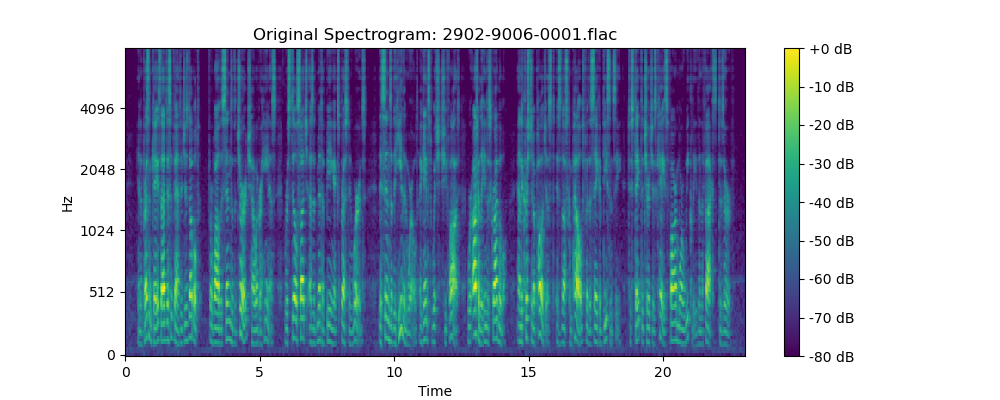 Original Spectrogram: 2902-9006-0001.flac
Hz
4096
2048
1024
512
0
0 5 10 15 20
Time
+0 dB
-10 dB
-20 dB
-30 dB
-40 dB
-50 dB
-60 dB
-70 dB
-80 dB